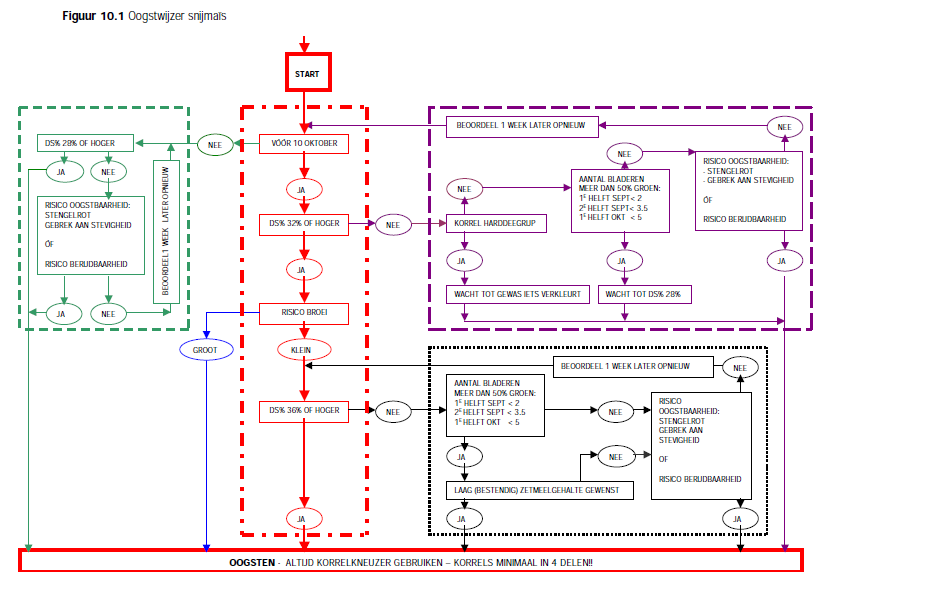 Figuur 10.1 Oogstwijzer snijmaïs
START
DS% 28% OF HOGER
JA
NEE
RISICO OOGSTBAARHEID:
STENGELROT
GEBREK AAN STEVIGHEID
ÓF
RISICO BERIJDBAARHEID
JA
NEE
BEOORDEEL 1 WEEK LATER OPNIEUW
NEE
VÓÓR 10 OKTOBER
JA
DS% 32% OF HOGER
NEE
JA
RISICO BROEI
GROOT
KLEIN
DS% 36% OF HOGER
NEE
JA
BEOORDEEL 1 WEEK LATER OPNIEUW
NEE
NEE
KORREL HARDDEEGRIJP
JA
WACHT TOT GEWAS IETS VERKLEURT
NEE
AANTAL BLADEREN
MEER DAN 50% GROEN:
1E HELFT SEPT< 2
2E HELFT SEPT< 3.5
1E HELFT OKT < 5
JA
WACHT TOT DS% 28%
RISICO OOGSTBAARHEID:
- STENGELROT
- GEBREK AAN STEVIGHEID
ÓF
RISICO BERIJDBAARHEID
JA
BEOORDEEL 1 WEEK LATER OPNIEUW
NEE
AANTAL BLADEREN
MEER DAN 50% GROEN:
1E HELFT SEPT < 2
2E HELFT SEPT < 3.5
1E HELFT OKT < 5
NEE
JA
NEE
LAAG (BESTENDIG) ZETMEELGEHALTE GEWENST
JA
RISICO
OOGSTBAARHEID:
STENGELROT
GEBREK AAN
STEVIGHEID
OF
RISICO BERIJDBAARHEID
JA
OOGSTEN - ALTIJD KORRELKNEUZER GEBRUIKEN – KORRELS MINIMAAL IN 4 DELEN!!